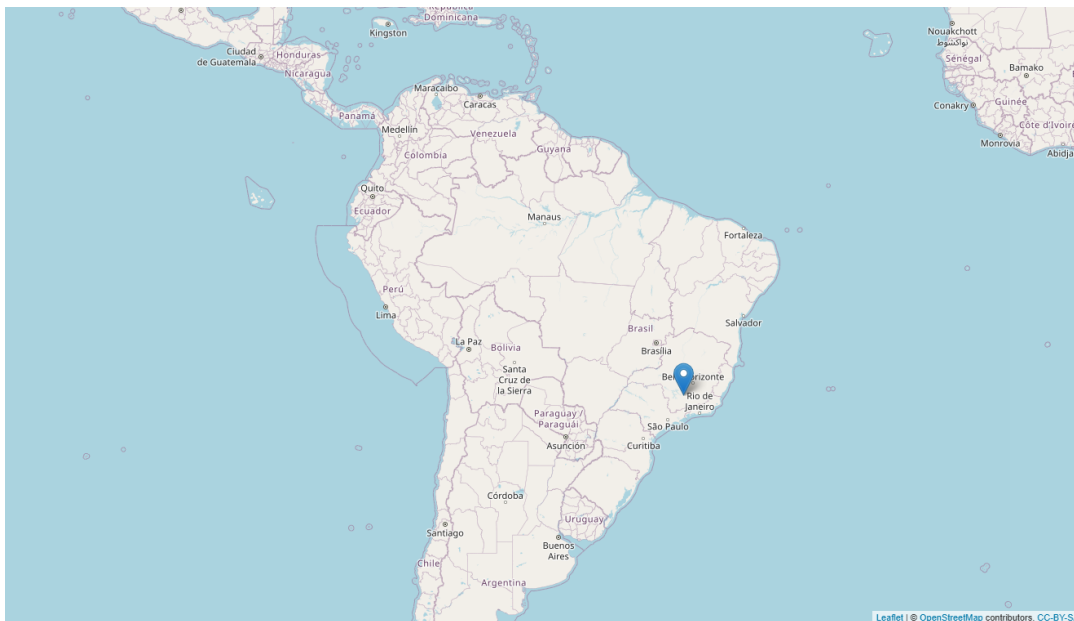 República
Dominicana
Kingston
Nouakchott
نواكشوط
Ciudad
de Guatemala
Honduras
Sénégal
Bamako
Nicaragua
Maracaibo
Caracas
Guinée
Conakry
Panamá
Côte d'Ivoire
Medellín
Venezuela
Monrovia
Guyana
Colombia
Quito
Manaus
Ecuador
Fortaleza
Perú
Lima
Salvador
Brasil
La Paz
Bolivia
Brasília
Santa
Cruz de
la Sierra
Rio de
Janeiro
Paraguay /
Paraguái
São Paulo
Asunción
Curitiba
Córdoba
Uruguay
Santiago
Buenos
Aires
Chile
Argentina
Leaflet | © OpenStreetMap contributors, CC-BY-S